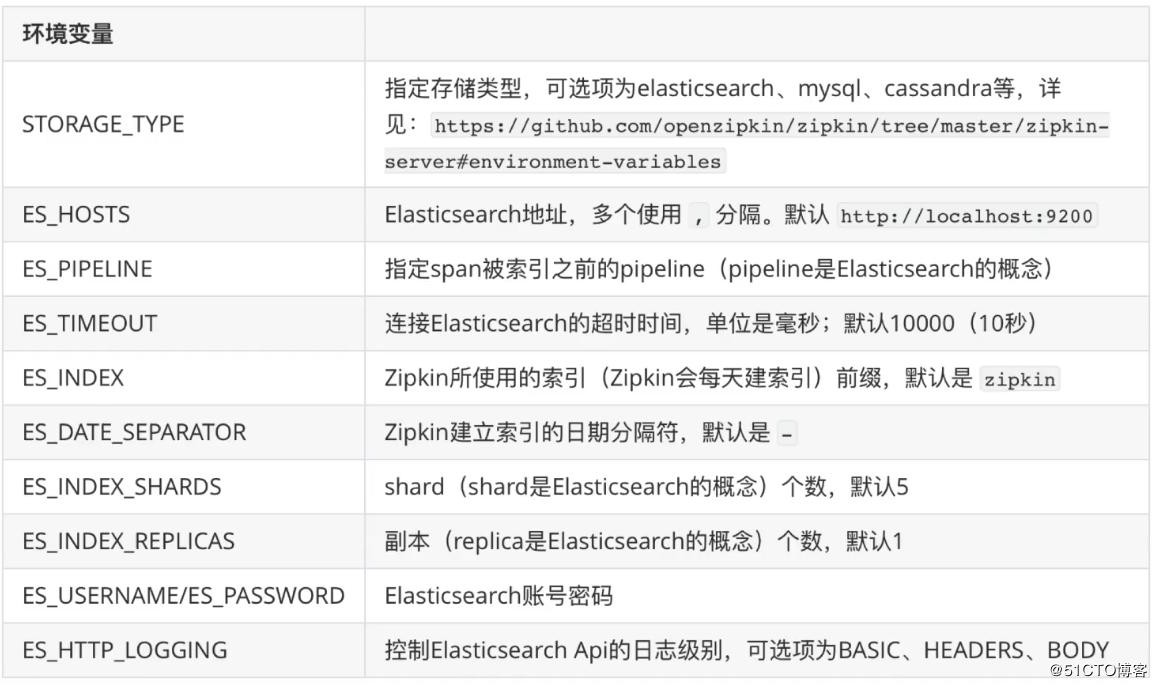 环境变量
STORAGE_TYPE
指定存储类型，可选项为elasticsearch、mysql、cassandra等，详
见： https://github.com/openzipkin/zipkin/tree/master/zipkin-
server#environment-variables
ES_HOSTS
Elasticsearch地址，多个使用 , 分隔。默认 http://localhost:9200
ES_PIPELINE
指定span被索引之前的pipeline（pipeline是Elasticsearch的概念）
ES_TIMEOUT
连接Elasticsearch的超时时间，单位是毫秒；默认10000（10秒）
ES_INDEX
Zipkin所使用的索引（Zipkin会每天建索引）前缀，默认是 zipkin
ES_DATE_SEPARATOR
Zipkin建立索引的日期分隔符，默认是 -
ES_INDEX_SHARDS
shard（shard是Elasticsearch的概念）个数，默认5
ES_INDEX_REPLICAS
副本（replica是Elasticsearch的概念）个数，默认1
ES_USERNAME/ES_PASSWORD
Elasticsearch账号密码
ES_HTTP_LOGGING
控制Elasticsearch Api的日志级别，可选项为BASIC、HEADERS、BODY
@51CTO博客